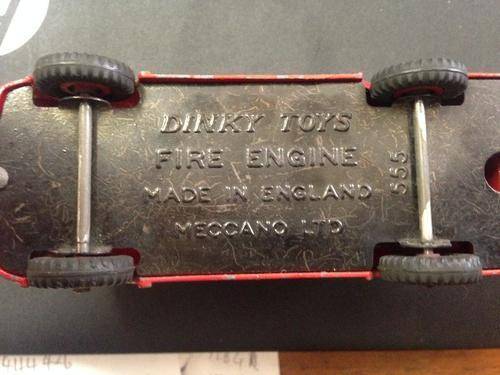 DINKY TOYS
FIRE ENGINE
MADE IN ENGLAND
MECCANO LTD
555